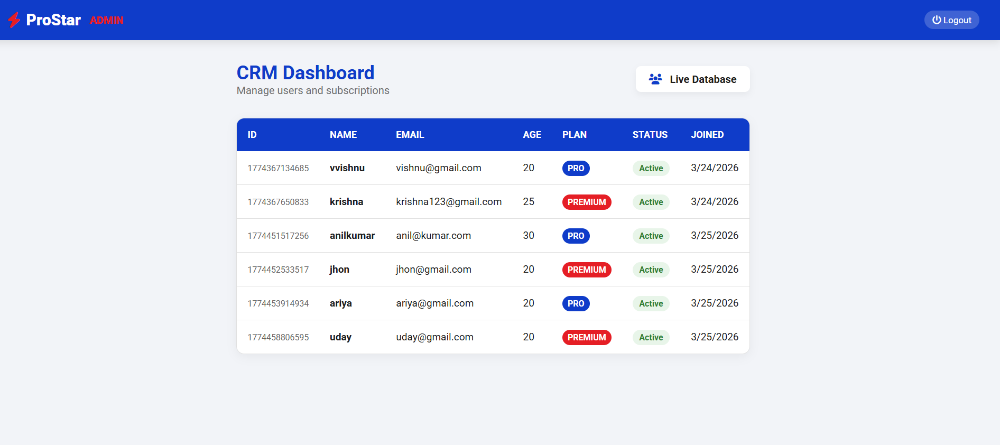 ProStar ADMIN
Logout
CRM Dashboard
Manage users and subscriptions
Live Database
ID NAME EMAIL AGE PLAN STATUS JOINED
1774367134685 vvishnu vishnu@gmail.com 20 PRO Active 3/24/2026
1774367650833 krishna krishna123@gmail.com 25 PREMIUM Active 3/24/2026
1774451517256 anilkumar anil@kumar.com 30 PRO Active 3/25/2026
1774452533517 jhon jhon@gmail.com 20 PREMIUM Active 3/25/2026
1774453914934 ariya ariya@gmail.com 20 PRO Active 3/25/2026
1774458806595 uday uday@gmail.com 20 PREMIUM Active 3/25/2026